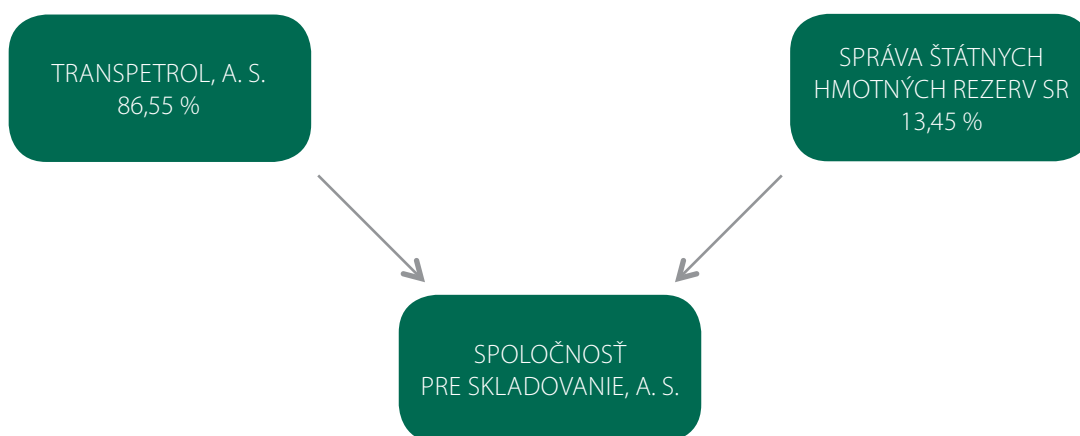 TRANSPETROL, A. S.
86,55 %
SPRÁVA ŠTÁTNYCH
HMOTNÝCH REZERV SR
13,45 %
SPOLOČNOSŤ
PRE SKLADOVANIE, A. S.